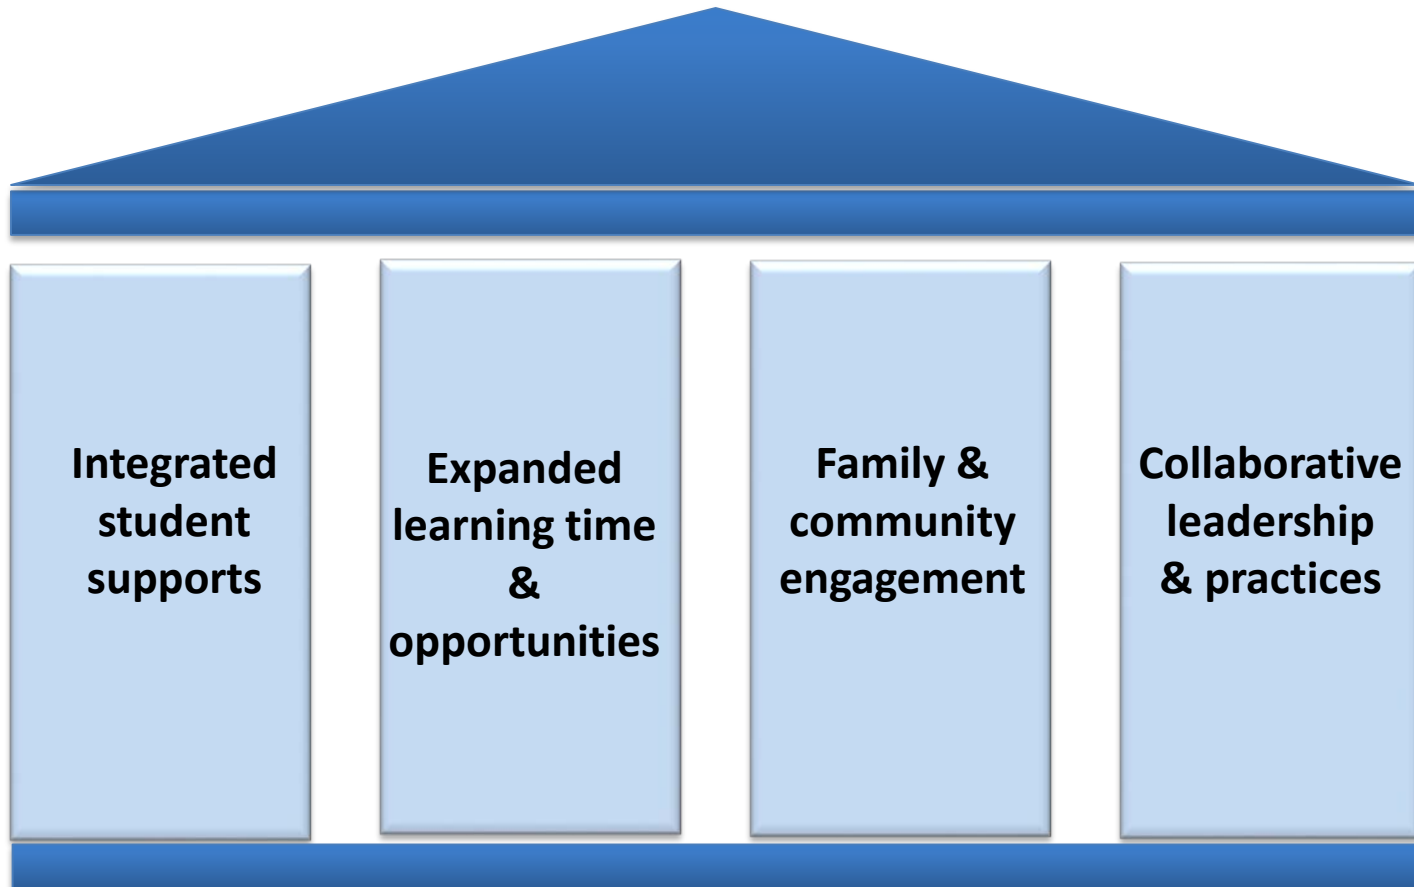 Integrated
student
supports
Expanded
learning time
&
opportunities
Family &
community
engagement
Collaborative
leadership
& practices